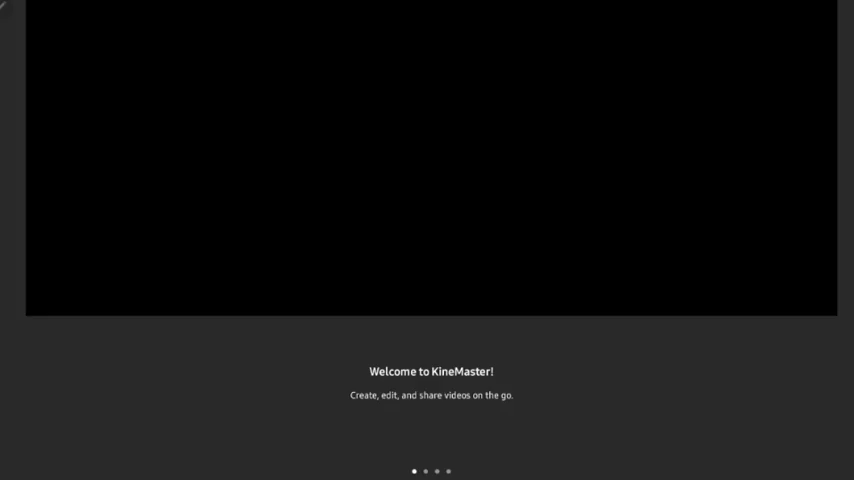 Welcome to KineMaster!
Create, edit, and share videos on the go.